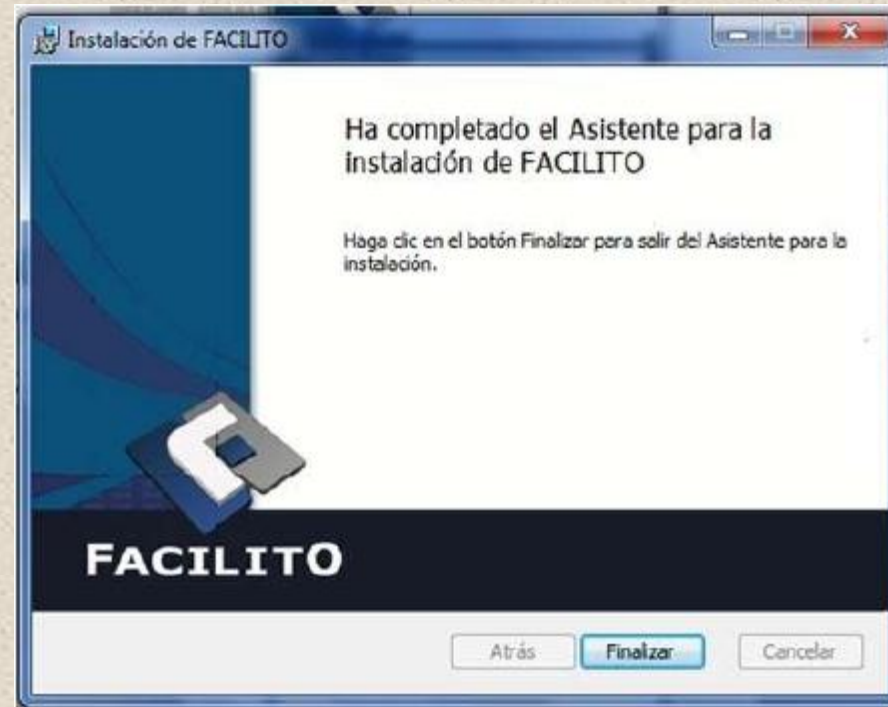 Instalación de FACILITO
Ha completado el Asistente para la
instalación de FACILITO
Haga clic en el botón Finalizar para salir del Asistente para la
instalación.
FACILITO
Atrás
Finalizar
Cancelar